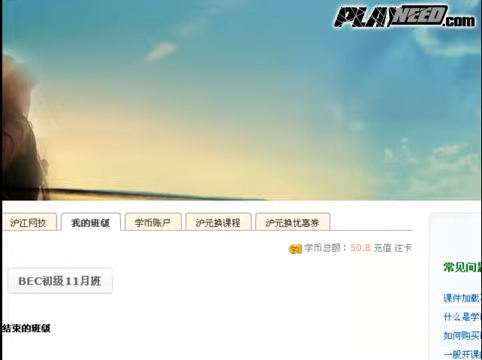 PLAYNEED.com
沪江网校 我的班级 学币账户 沪元换课程 沪元换优惠券
学币总额：50.8 充值 注卡
BEC初级11月班
常见问题
结束的班级
课件加载
什么是学
如何购买
一般开课